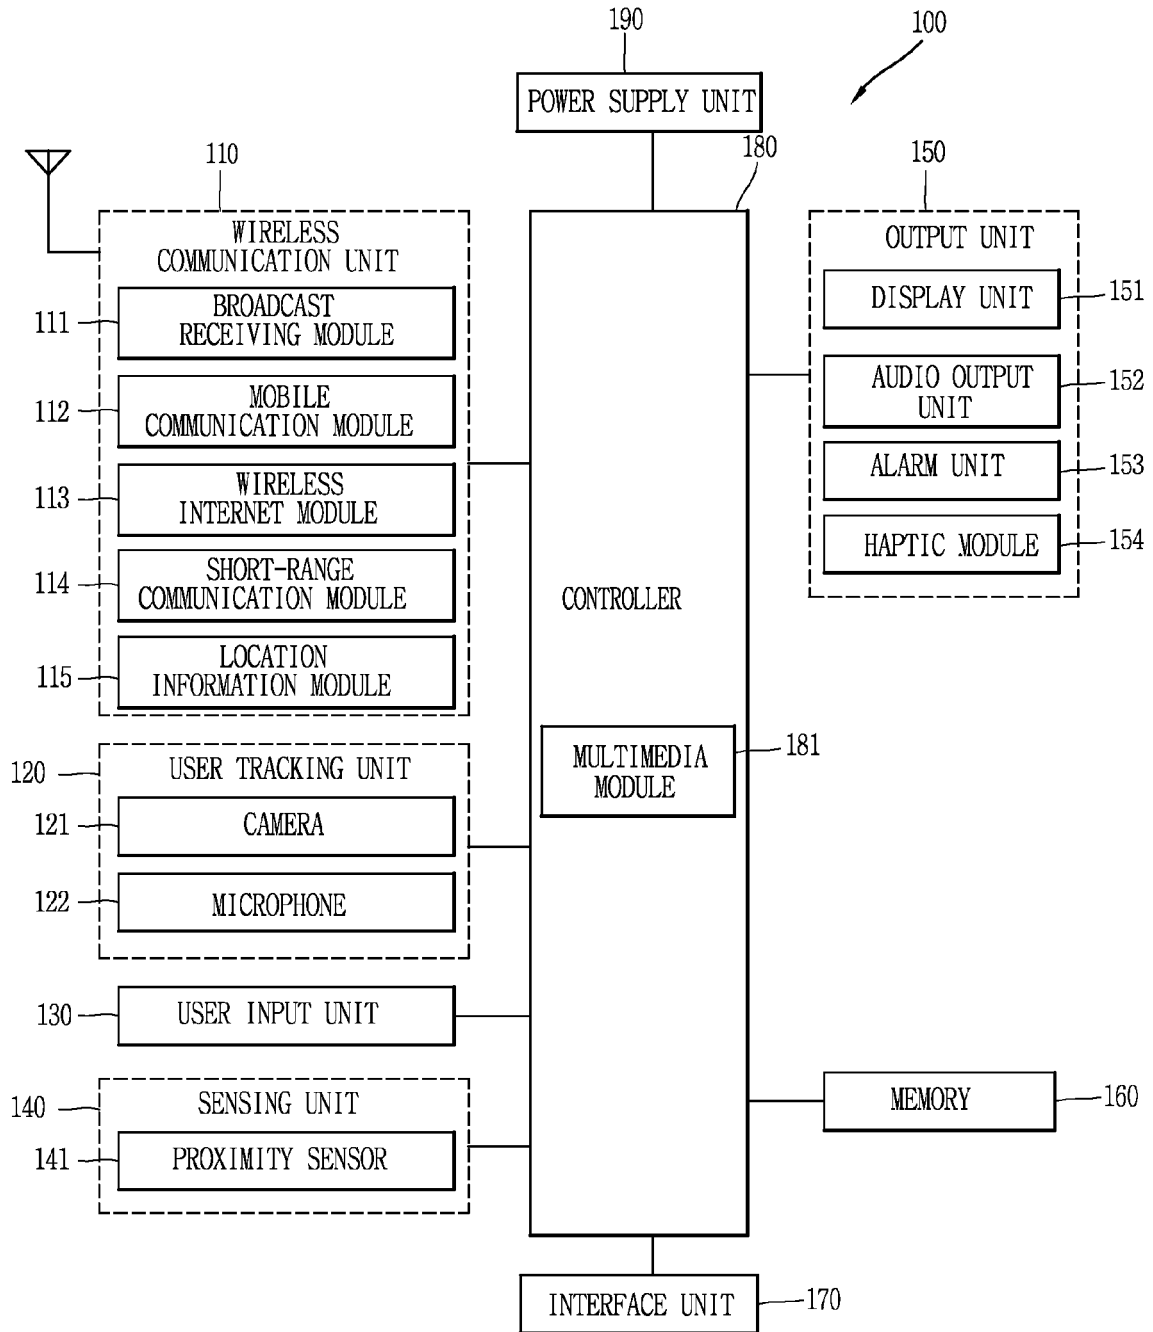 190
100
POWER SUPPLY UNIT
110
180
150
WIRELESS
COMMUNICATION UNIT
OUTPUT UNIT
111
BROADCAST
RECEIVING MODULE
DISPLAY UNIT
151
112
MOBILE
COMMUNICATION MODULE
AUDIO OUTPUT
UNIT
152
113
WIRELESS
INTERNET MODULE
ALARM UNIT
153
HAPTIC MODULE
154
114
SHORT-RANGE
COMMUNICATION MODULE
CONTROLLER
115
LOCATION
INFORMATION MODULE
120
USER TRACKING UNIT
MULTIMEDIA
MODULE
181
121
CAMERA
122
MICROPHONE
130
USER INPUT UNIT
140
SENSING UNIT
MEMORY
160
141
PROXIMITY SENSOR
INTERFACE UNIT
170